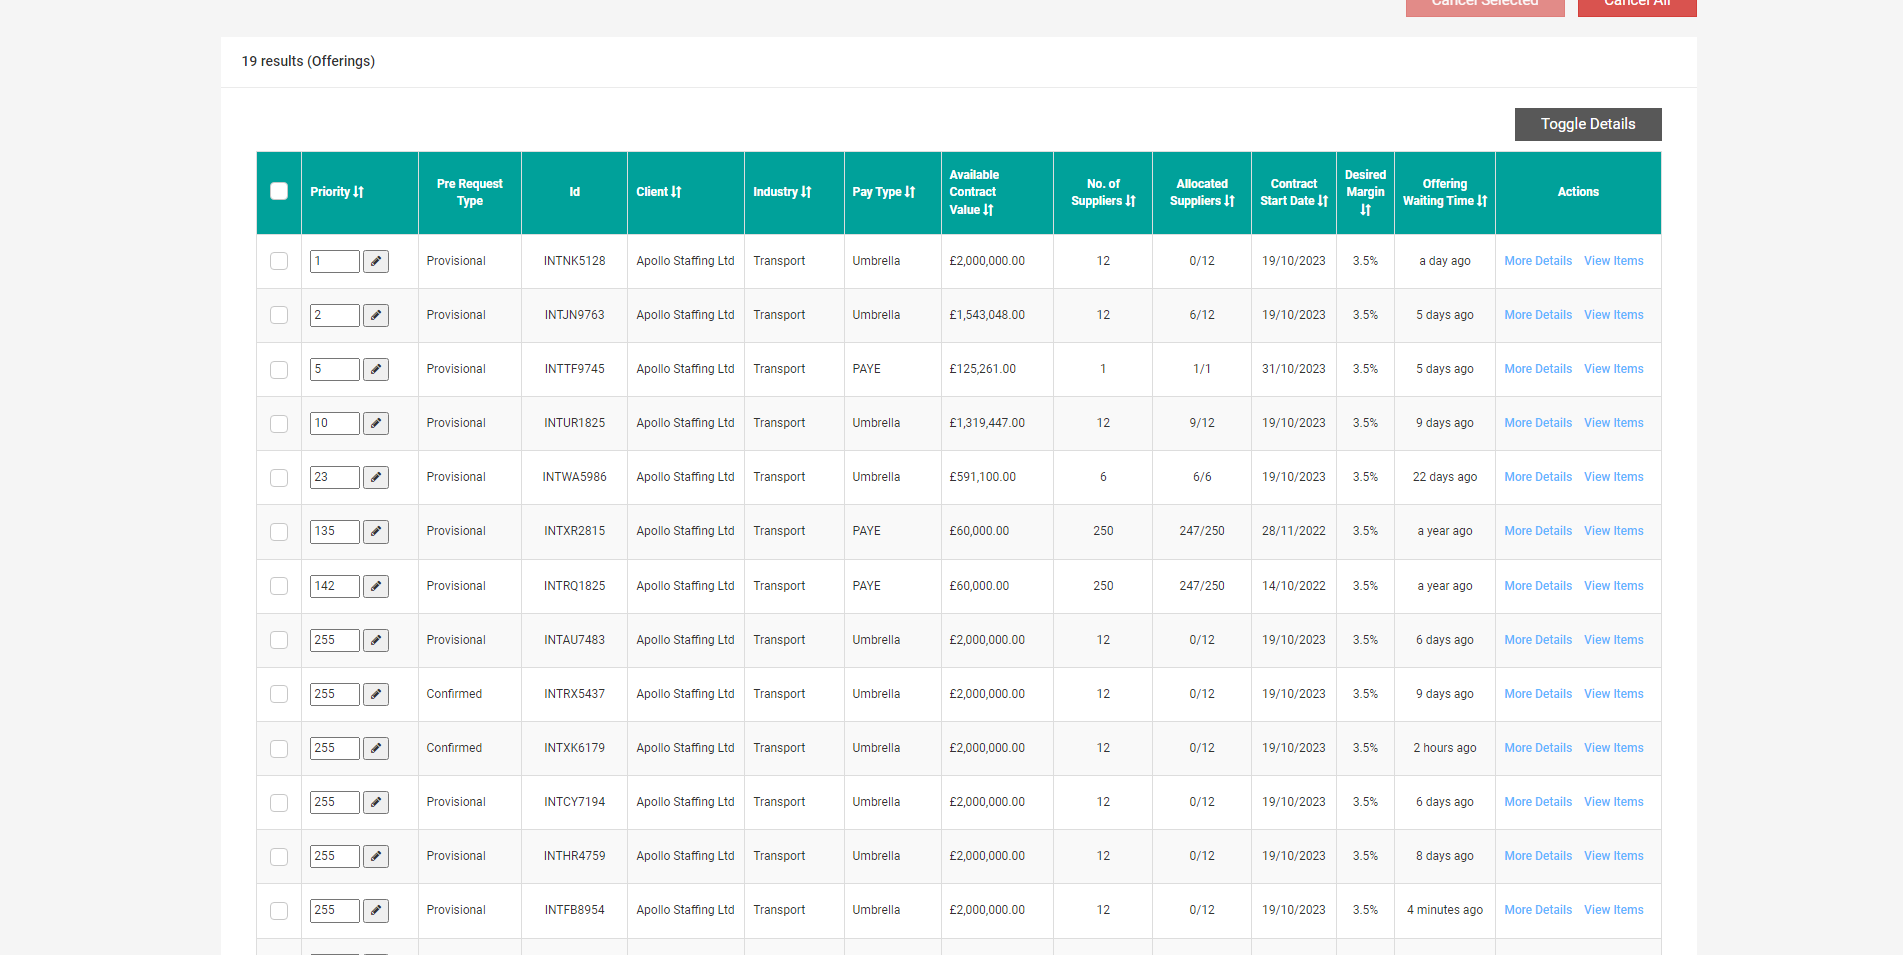 Cancel Selected Cancel All
19 results (Offerings)
Toggle Details
Priority Pre Request Type Id Client Industry Pay Type Available Contract Value No. of Suppliers Allocated Suppliers Contract Start Date Desired Margin Offering Waiting Time Actions
1 Provisional INTNK5128 Apollo Staffing Ltd Transport Umbrella £2,000,000.00 12 0/12 19/10/2023 3.5% a day ago More Details View Items
2 Provisional INTJN9763 Apollo Staffing Ltd Transport Umbrella £1,543,048.00 12 6/12 19/10/2023 3.5% 5 days ago More Details View Items
5 Provisional INTTF9745 Apollo Staffing Ltd Transport PAYE £125,261.00 1 1/1 31/10/2023 3.5% 5 days ago More Details View Items
10 Provisional INTUR1825 Apollo Staffing Ltd Transport Umbrella £1,319,447.00 12 9/12 19/10/2023 3.5% 9 days ago More Details View Items
23 Provisional INTWA5986 Apollo Staffing Ltd Transport Umbrella £591,100.00 6 6/6 19/10/2023 3.5% 22 days ago More Details View Items
135 Provisional INTXR2815 Apollo Staffing Ltd Transport PAYE £60,000.00 250 247/250 28/11/2022 3.5% a year ago More Details View Items
142 Provisional INTRQ1825 Apollo Staffing Ltd Transport PAYE £60,000.00 250 247/250 14/10/2022 3.5% a year ago More Details View Items
255 Provisional INTAU7483 Apollo Staffing Ltd Transport Umbrella £2,000,000.00 12 0/12 19/10/2023 3.5% 6 days ago More Details View Items
255 Confirmed INTRX5437 Apollo Staffing Ltd Transport Umbrella £2,000,000.00 12 0/12 19/10/2023 3.5% 9 days ago More Details View Items
255 Confirmed INTXK6179 Apollo Staffing Ltd Transport Umbrella £2,000,000.00 12 0/12 19/10/2023 3.5% 2 hours ago More Details View Items
255 Provisional INTCY7194 Apollo Staffing Ltd Transport Umbrella £2,000,000.00 12 0/12 19/10/2023 3.5% 6 days ago More Details View Items
255 Provisional INTHR4759 Apollo Staffing Ltd Transport Umbrella £2,000,000.00 12 0/12 19/10/2023 3.5% 8 days ago More Details View Items
255 Provisional INTFB8954 Apollo Staffing Ltd Transport Umbrella £2,000,000.00 12 0/12 19/10/2023 3.5% 4 minutes ago More Details View Items